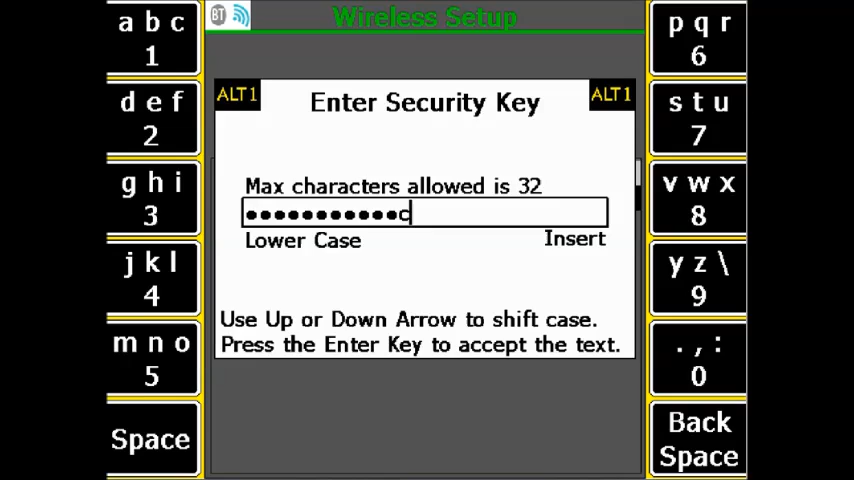 BT
Wireless Setup
a b c
1
d e f
2
g h i
3
j k l
4
m n o
5
Space
ALT1
ALT1
Enter Security Key
Max characters allowed is 32
●●●●●●●●●●●c
Lower Case
Insert
Use Up or Down Arrow to shift case.
Press the Enter Key to accept the text.
p q r
6
s t u
7
v w x
8
y z \
9
. , :
0
Back
Space